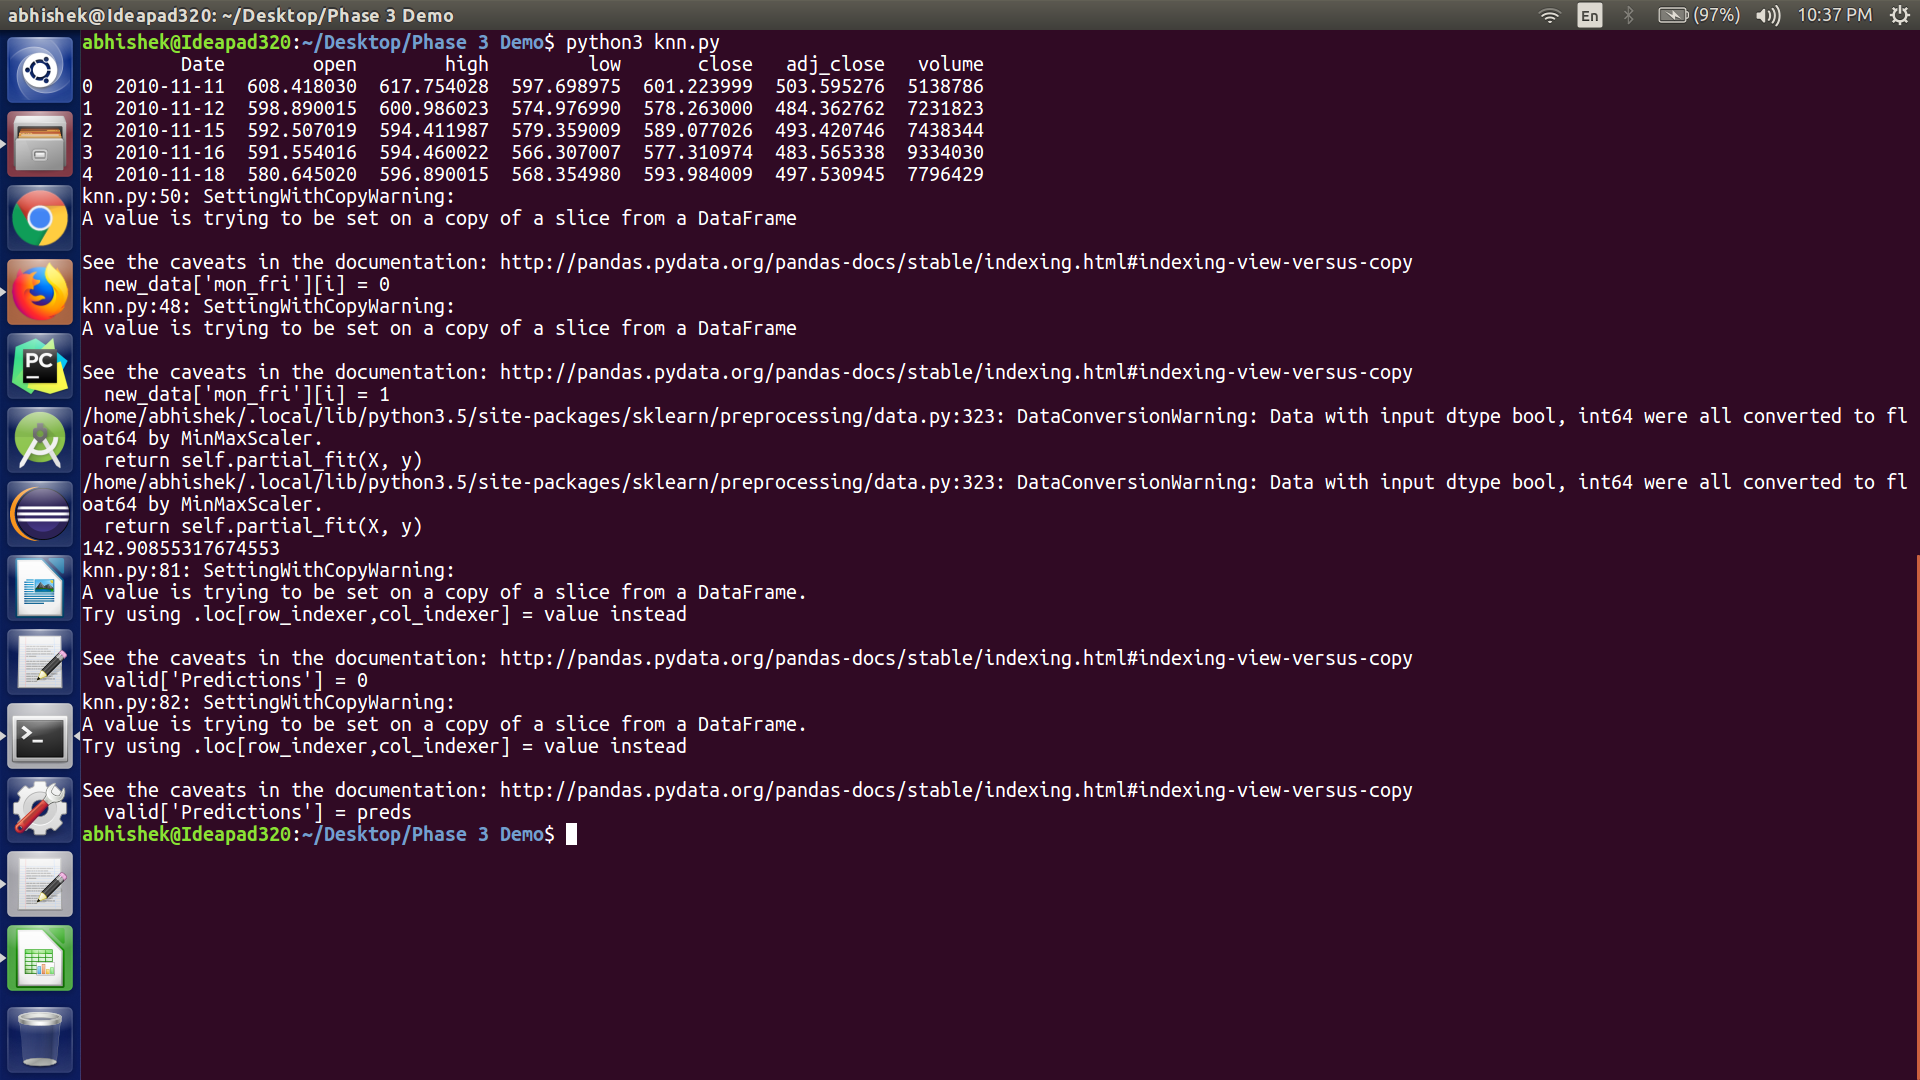 abhishek@Ideapad320: ~/Desktop/Phase 3 Demo
En
(97%)
10:37 PM
abhishek@Ideapad320:~/Desktop/Phase 3 Demo$ python3 knn.py
         Date        open        high         low       close   adj_close   volume
0  2010-11-11  608.418030  617.754028  597.698975  601.223999  503.595276  5138786
1  2010-11-12  598.890015  600.986023  574.976990  578.263000  484.362762  7231823
2  2010-11-15  592.507019  594.411987  579.359009  589.077026  493.420746  7438344
3  2010-11-16  591.554016  594.460022  566.307007  577.310974  483.565338  9334030
4  2010-11-18  580.645020  596.890015  568.354980  593.984009  497.530945  7796429
knn.py:50: SettingWithCopyWarning:
A value is trying to be set on a copy of a slice from a DataFrame
See the caveats in the documentation: http://pandas.pydata.org/pandas-docs/stable/indexing.html#indexing-view-versus-copy
  new_data['mon_fri'][i] = 0
knn.py:48: SettingWithCopyWarning:
A value is trying to be set on a copy of a slice from a DataFrame
See the caveats in the documentation: http://pandas.pydata.org/pandas-docs/stable/indexing.html#indexing-view-versus-copy
  new_data['mon_fri'][i] = 1
/home/abhishek/.local/lib/python3.5/site-packages/sklearn/preprocessing/data.py:323: DataConversionWarning: Data with input dtype bool, int64 were all converted to fl
oat64 by MinMaxScaler.
  return self.partial_fit(X, y)
/home/abhishek/.local/lib/python3.5/site-packages/sklearn/preprocessing/data.py:323: DataConversionWarning: Data with input dtype bool, int64 were all converted to fl
oat64 by MinMaxScaler.
  return self.partial_fit(X, y)
142.90855317674553
knn.py:81: SettingWithCopyWarning:
A value is trying to be set on a copy of a slice from a DataFrame.
Try using .loc[row_indexer,col_indexer] = value instead
See the caveats in the documentation: http://pandas.pydata.org/pandas-docs/stable/indexing.html#indexing-view-versus-copy
  valid['Predictions'] = 0
knn.py:82: SettingWithCopyWarning:
A value is trying to be set on a copy of a slice from a DataFrame.
Try using .loc[row_indexer,col_indexer] = value instead
See the caveats in the documentation: http://pandas.pydata.org/pandas-docs/stable/indexing.html#indexing-view-versus-copy
  valid['Predictions'] = preds
abhishek@Ideapad320:~/Desktop/Phase 3 Demo$
PC
>_